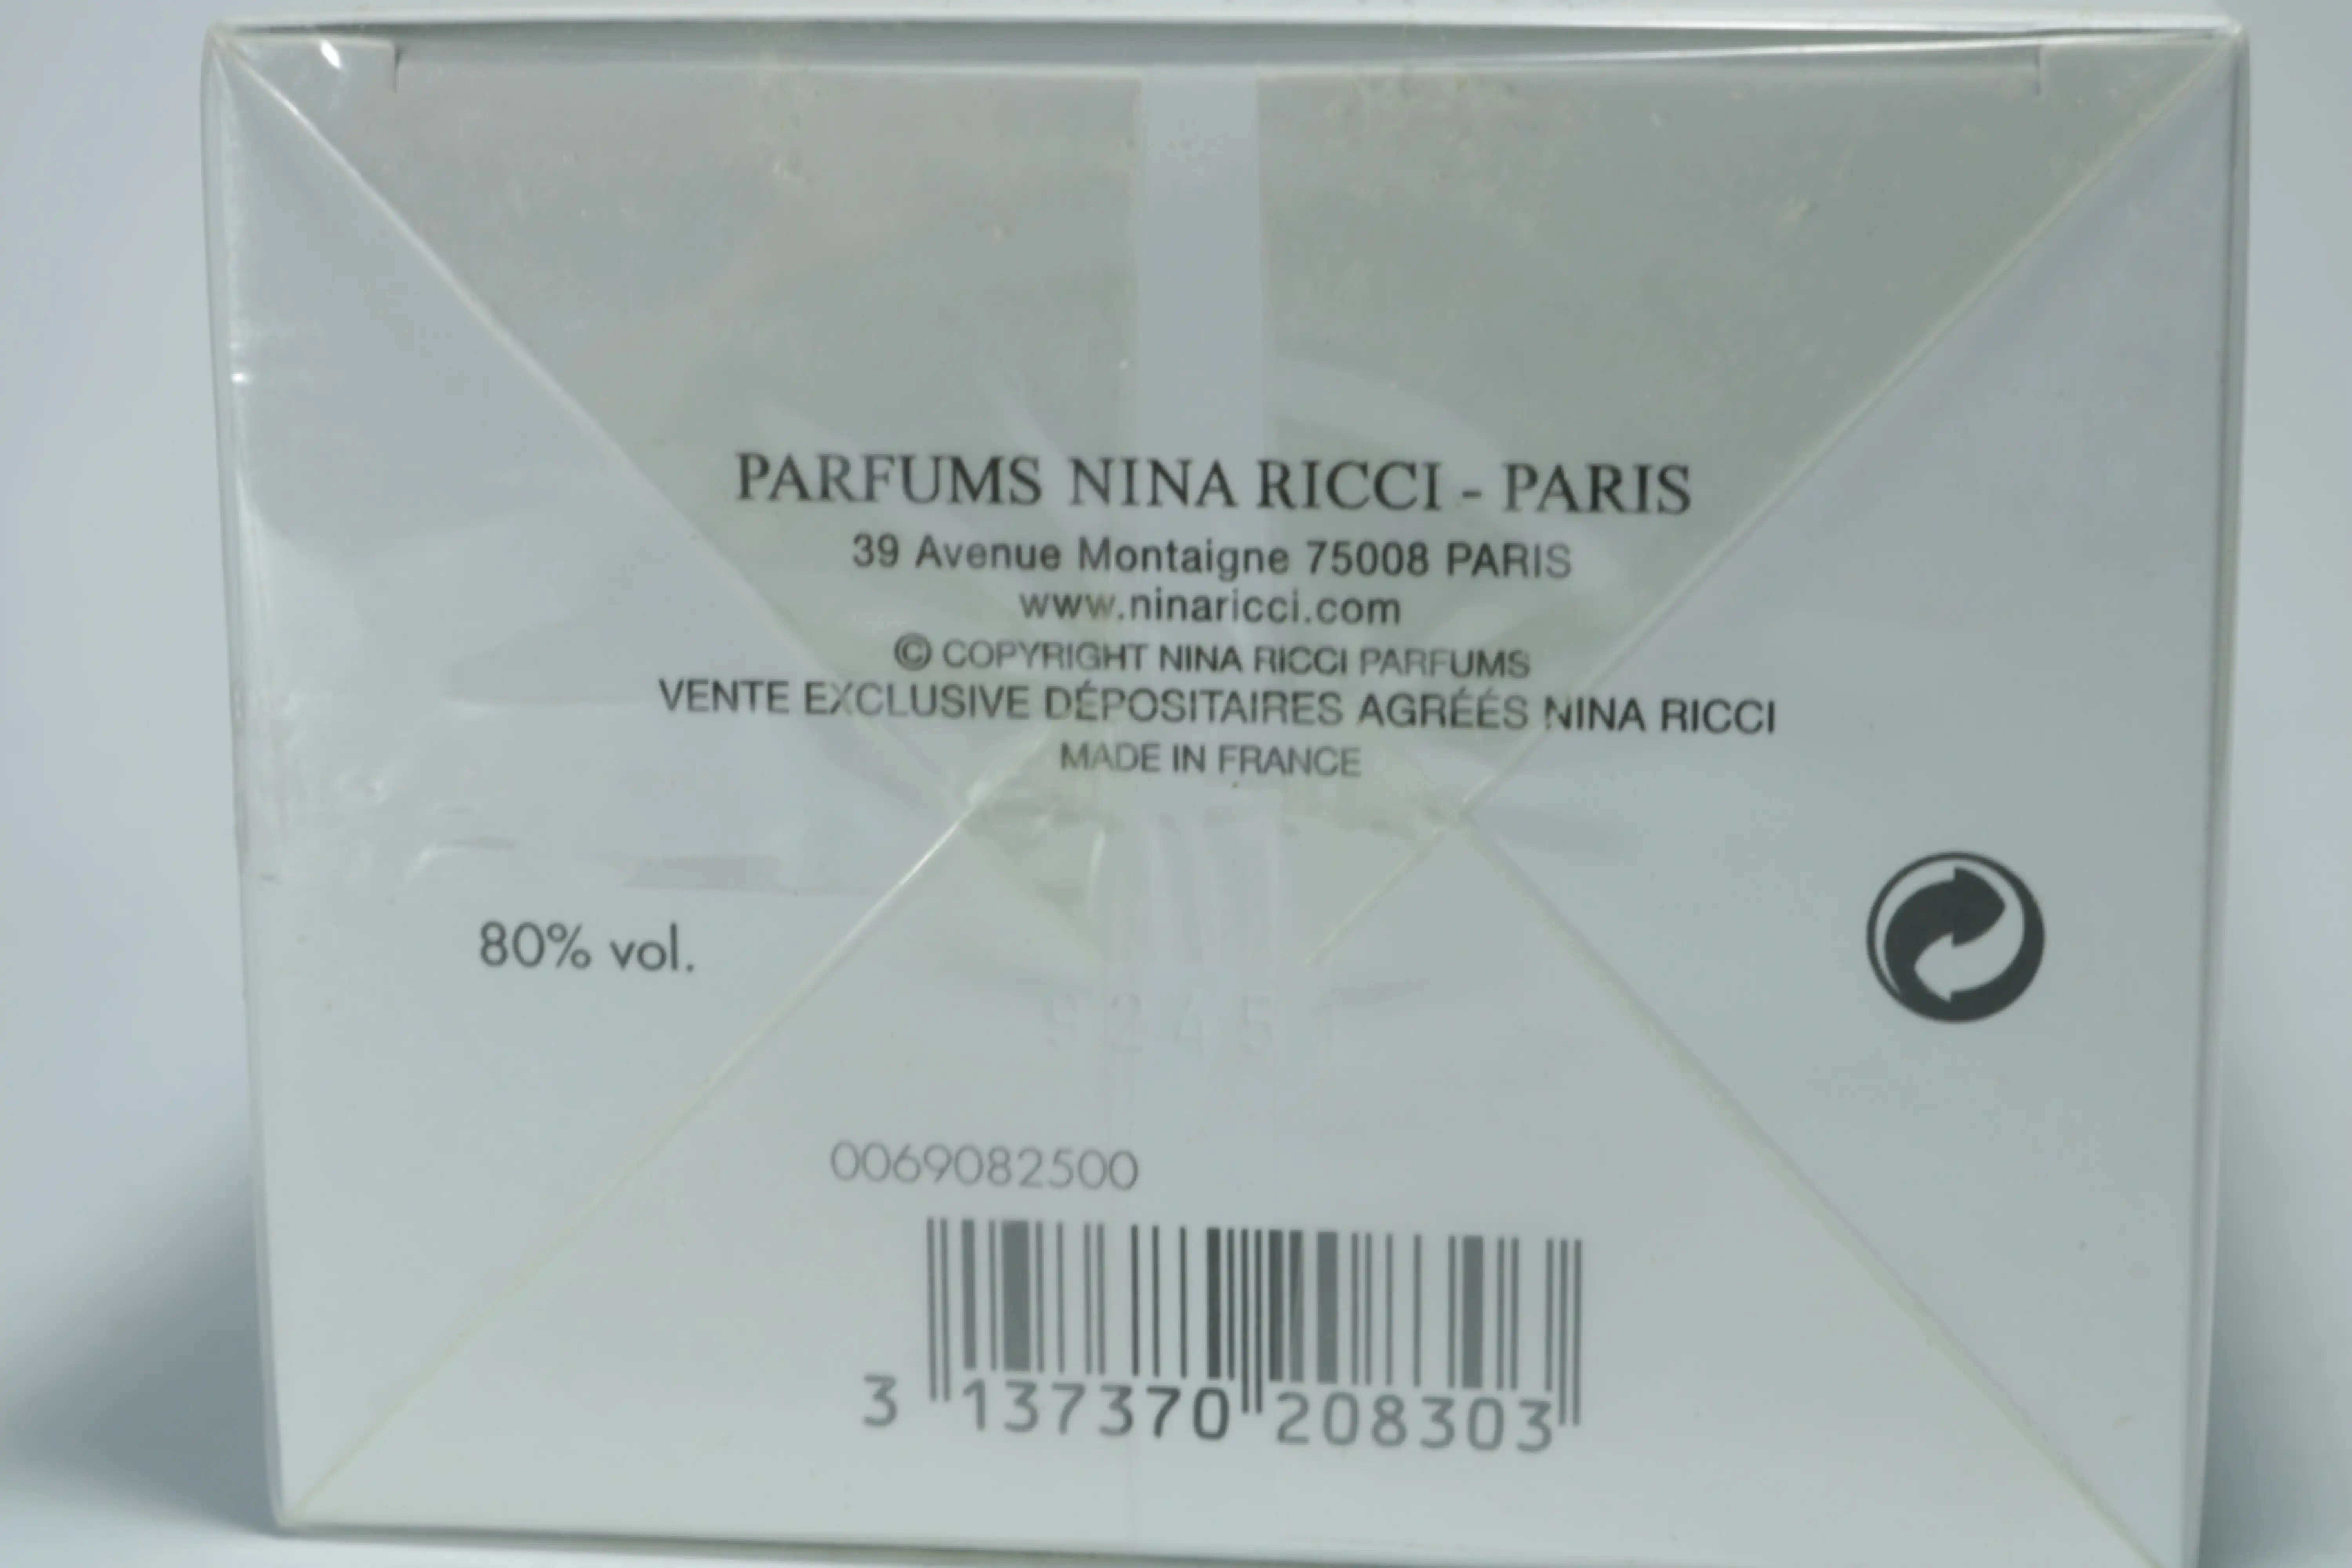 PARFUMS NINA RICCI - PARIS
39 Avenue Montaigne 75008 PARIS
www.ninaricci.com
© COPYRIGHT NINA RICCI PARFUMS
VENTE EXCLUSIVE DÉPOSITAIRES AGRÉÉS NINA RICCI
MADE IN FRANCE
80% vol.
0069082500
3 137370 208303